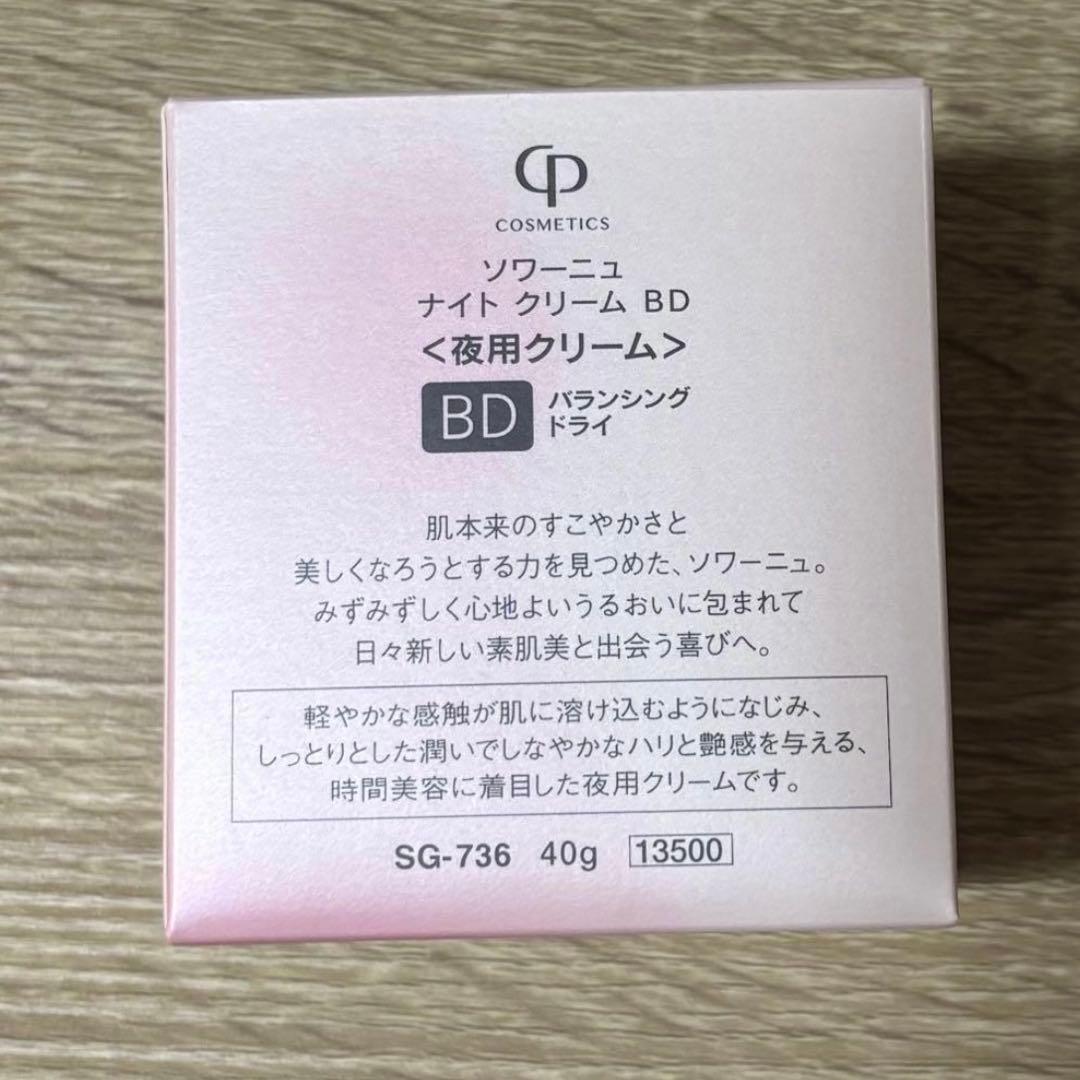 CP
COSMETICS
ソワーニュ
ナイト クリーム BD
<夜用クリーム>
BD バランシング
ドライ
肌本来のすこやかさと
美しくなろうとする力を見つめた、ソワーニュ。
みずみずしく心地よいうるおいに包まれて
日々新しい素肌美と出会う喜びへ。
軽やかな感触が肌に溶け込むようになじみ、
しっとりとした潤いでしなやかなハリと艶感を与える、
時間美容に着目した夜用クリームです。
SG-736 40g 13500